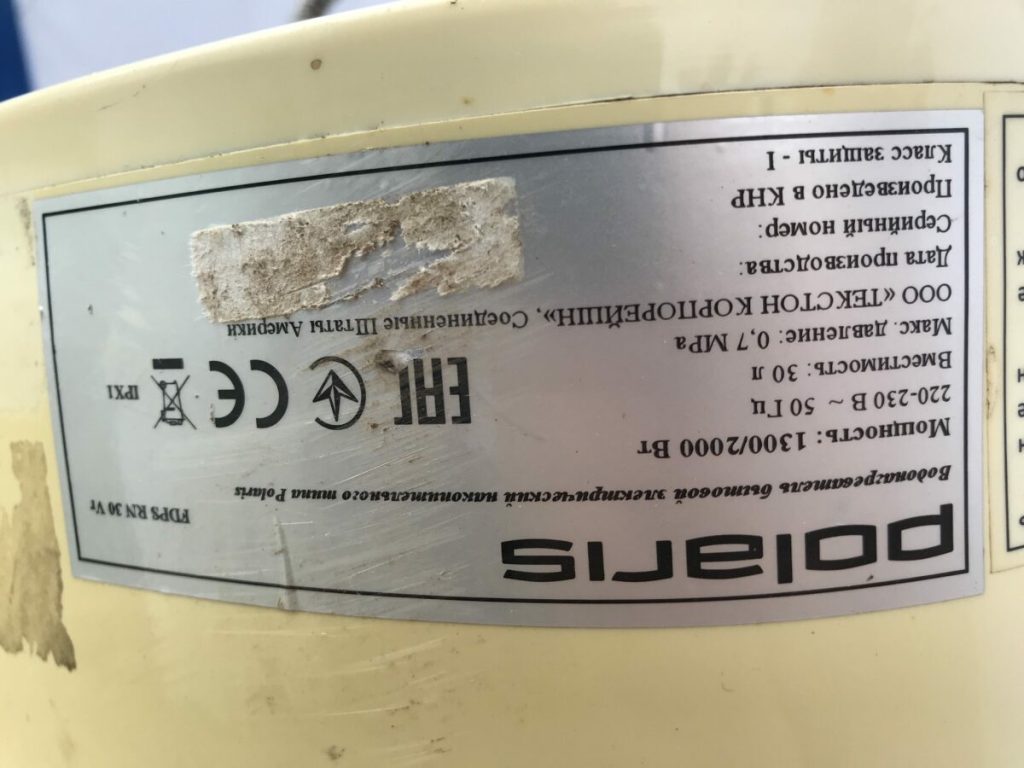 polaris
FDPS RN 30 Vr
Водонагреватель бытовой электрический накопительного типа Polaris
Мощность: 1300/2000 Вт
220-230 В ~ 50 Гц
Вместимость: 30 л
Макс. давление: 0,7 MPa
EAC
CE
IPX1
ООО «ТЕКСТОН КОРПОРЕЙШН», Соединенные Штаты Америки
Дата производства:
Серийный номер:
Произведено в КНР
Класс защиты - I